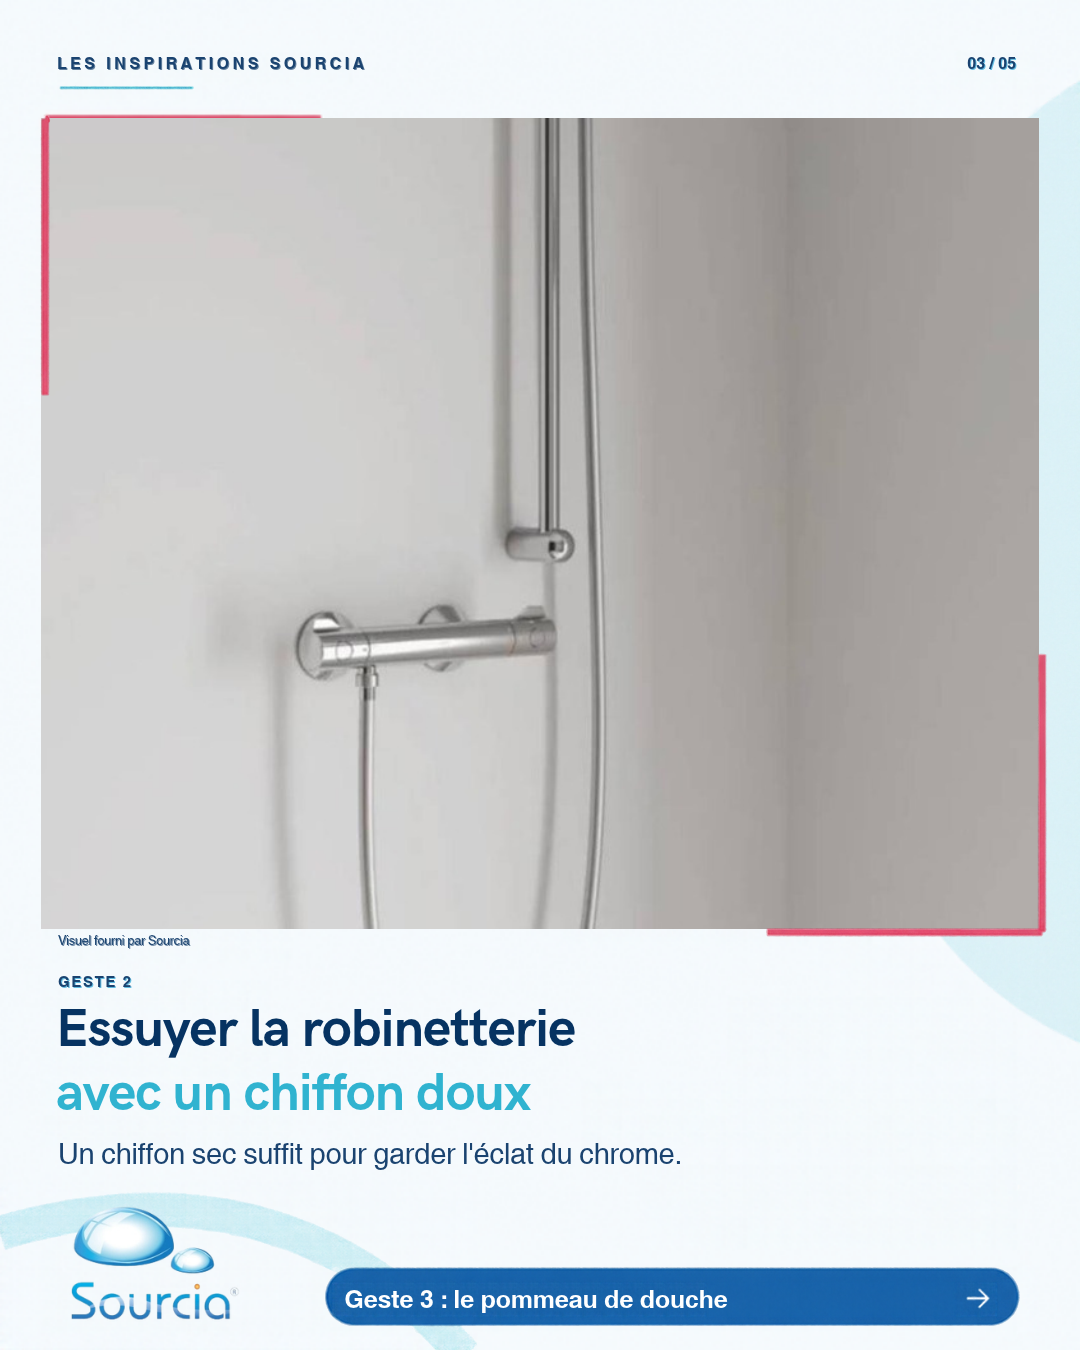 LES INSPIRATIONS SOURCIA
03 / 05
Visuel fourni par Sourcia
GESTE 2
Essuyer la robinetterie
avec un chiffon doux
Un chiffon sec suffit pour garder l'éclat du chrome.
Sourcia®
Geste 3 : le pommeau de douche